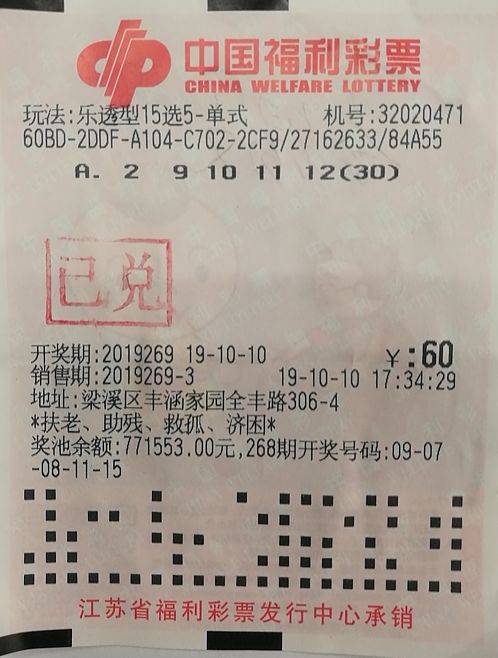 中国福利彩票
CHINA WELFARE LOTTERY
玩法:乐透型15选5-单式 机号:32020471
60BD-2DDF-A104-C702-2CF9/27162633/84A55
A. 2 9 10 11 12(30)
已兑
开奖期:2019269 19-10-10 ¥:60
销售期:2019269-3 19-10-10 17:34:29
地址:梁溪区丰涵家园全丰路306-4
*扶老、助残、救孤、济困*
奖池余额:771553.00元,268期开奖号码:09-07
-08-11-15
江苏省福利彩票发行中心承销